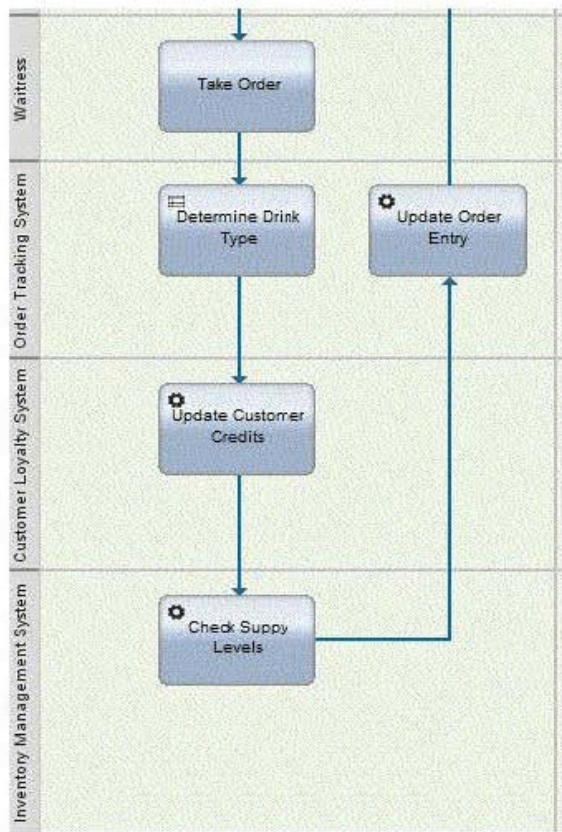 Waitress
Take Order
Order Tracking System
Determine Drink
Type
Update Order
Entry
Customer Loyalty System
Update Customer
Credits
Inventory Management System
Check Suppy
Levels